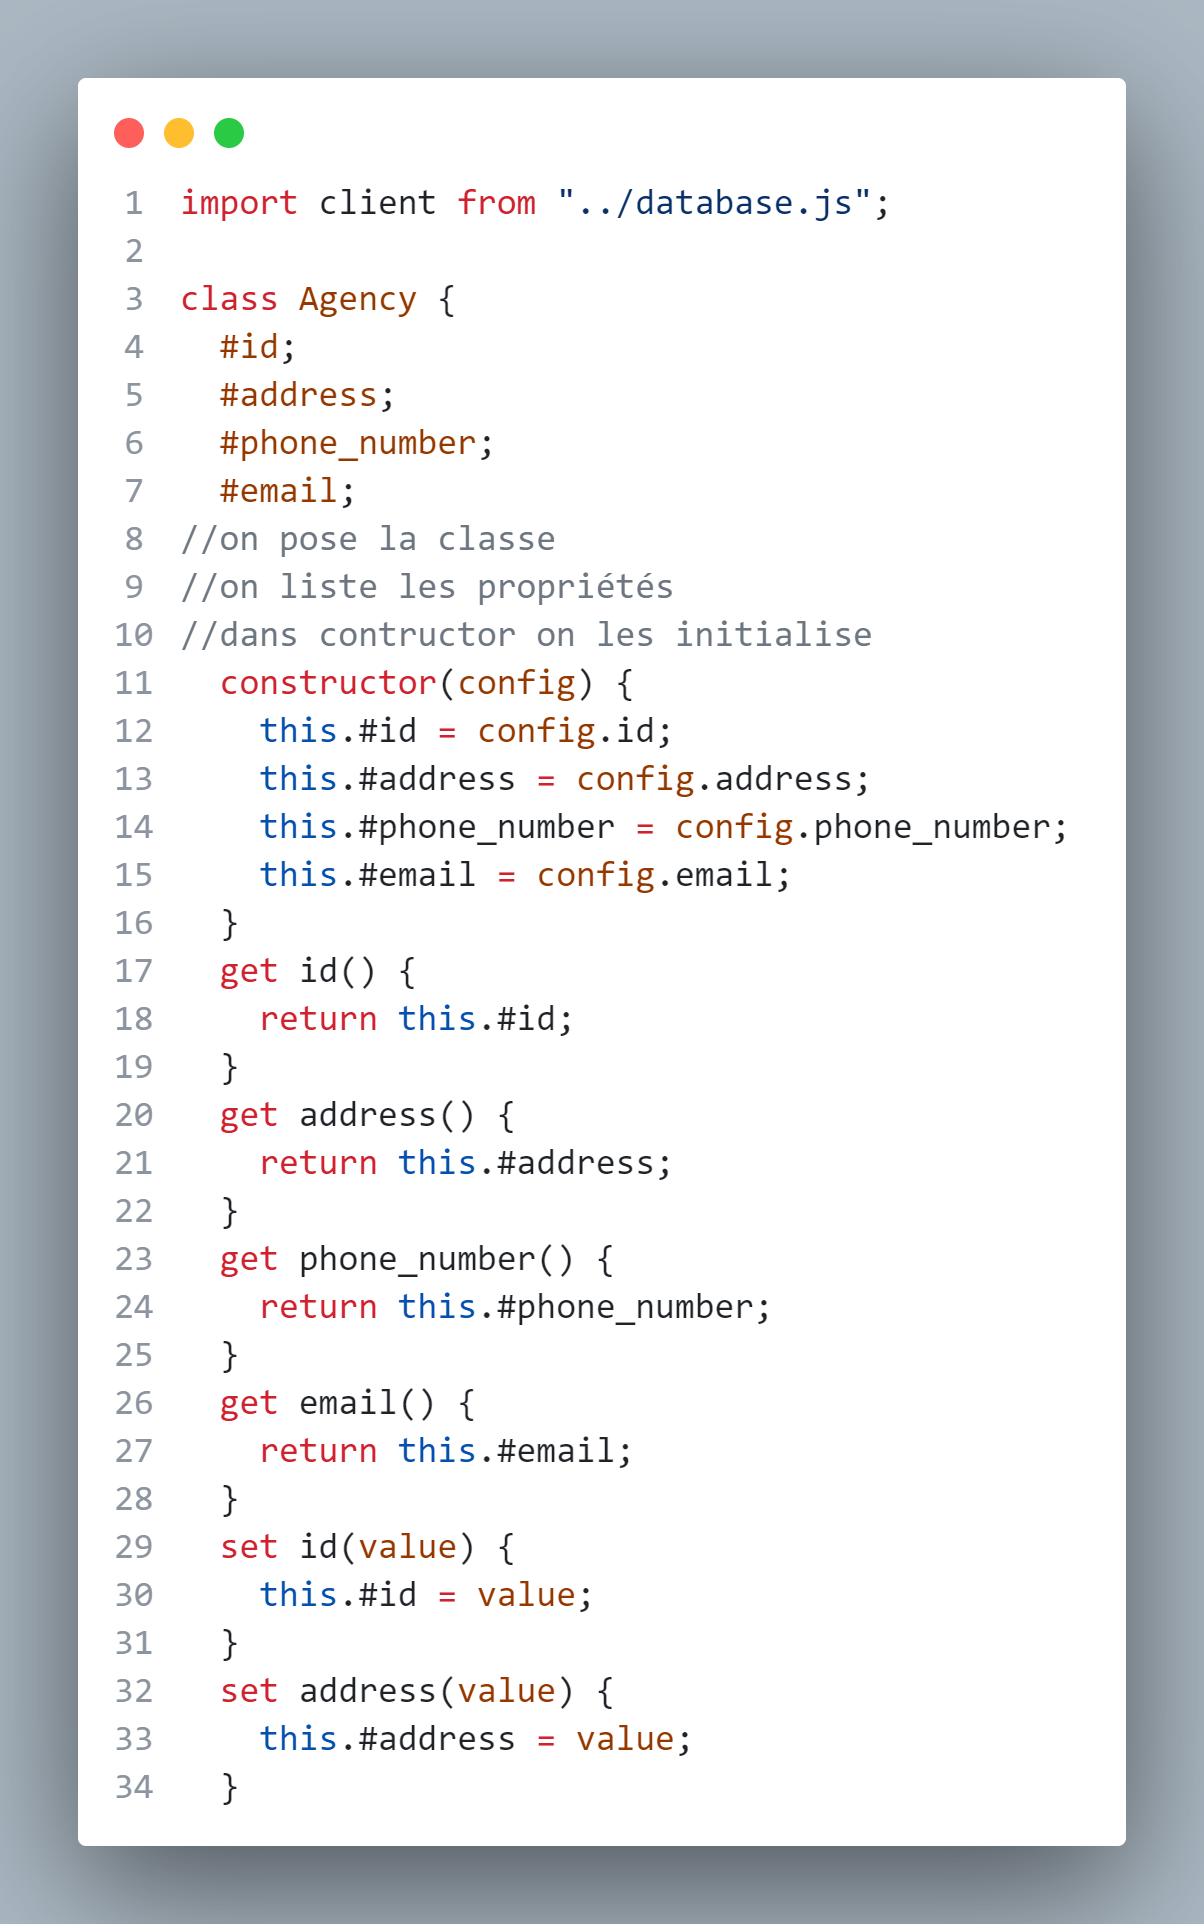 1 import client from "../database.js";
2
3 class Agency {
4   #id;
5   #address;
6   #phone_number;
7   #email;
8 //on pose la classe
9 //on liste les propriétés
10 //dans contructor on les initialise
11   constructor(config) {
12     this.#id = config.id;
13     this.#address = config.address;
14     this.#phone_number = config.phone_number;
15     this.#email = config.email;
16   }
17   get id() {
18     return this.#id;
19   }
20   get address() {
21     return this.#address;
22   }
23   get phone_number() {
24     return this.#phone_number;
25   }
26   get email() {
27     return this.#email;
28   }
29   set id(value) {
30     this.#id = value;
31   }
32   set address(value) {
33     this.#address = value;
34   }